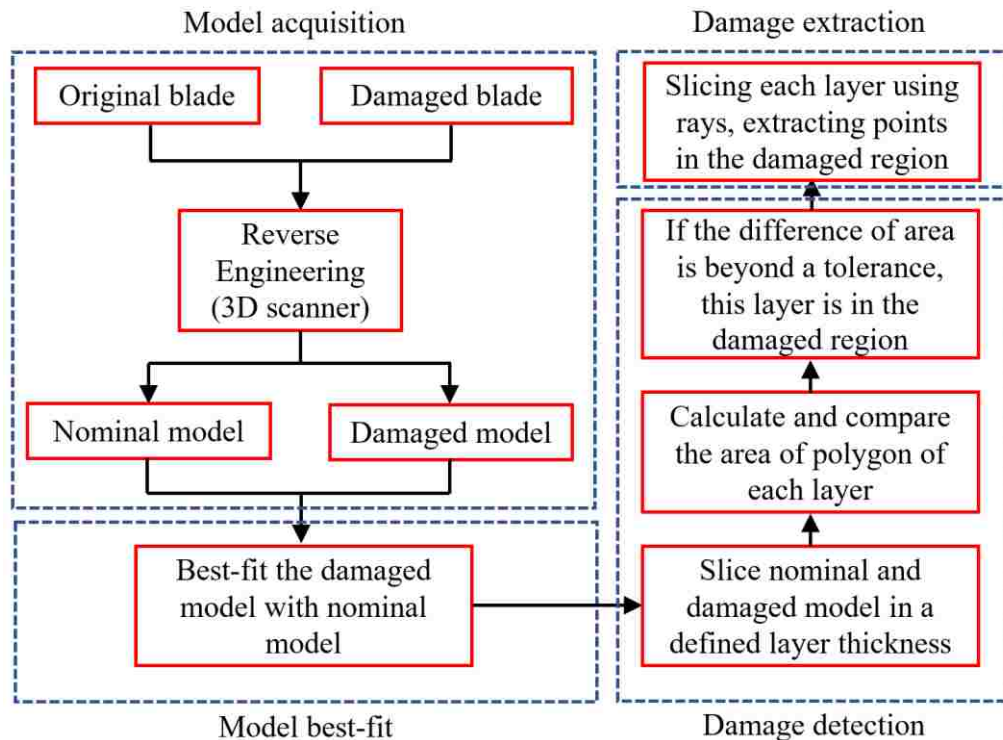 Model acquisition
Original blade
Damaged blade
Reverse
Engineering
(3D scanner)
Nominal model
Damaged model
Best-fit the damaged
model with nominal
model
Model best-fit
Damage extraction
Slicing each layer using
rays, extracting points
in the damaged region
If the difference of area
is beyond a tolerance,
this layer is in the
damaged region
Calculate and compare
the area of polygon of
each layer
Slice nominal and
damaged model in a
defined layer thickness
Damage detection